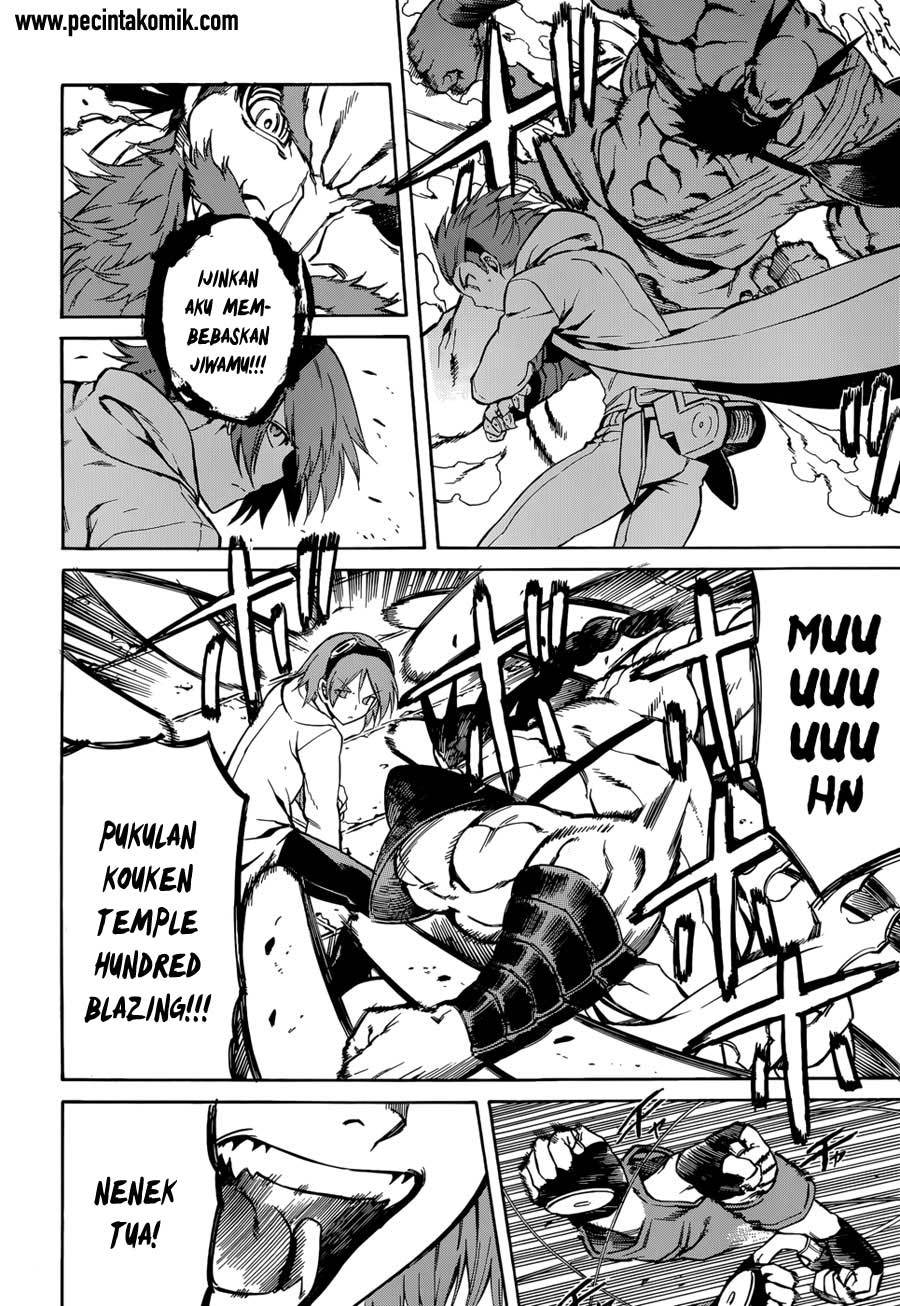 www.pecintakomik.com
IJINKAN
AKU MEM-
BEBASKAN
JIWAMU!!!
MUU
UUU
UUU
HN
PUKULAN
KOUKEN
TEMPLE
HUNDRED
BLAZING!!!
NENEK
TUA!